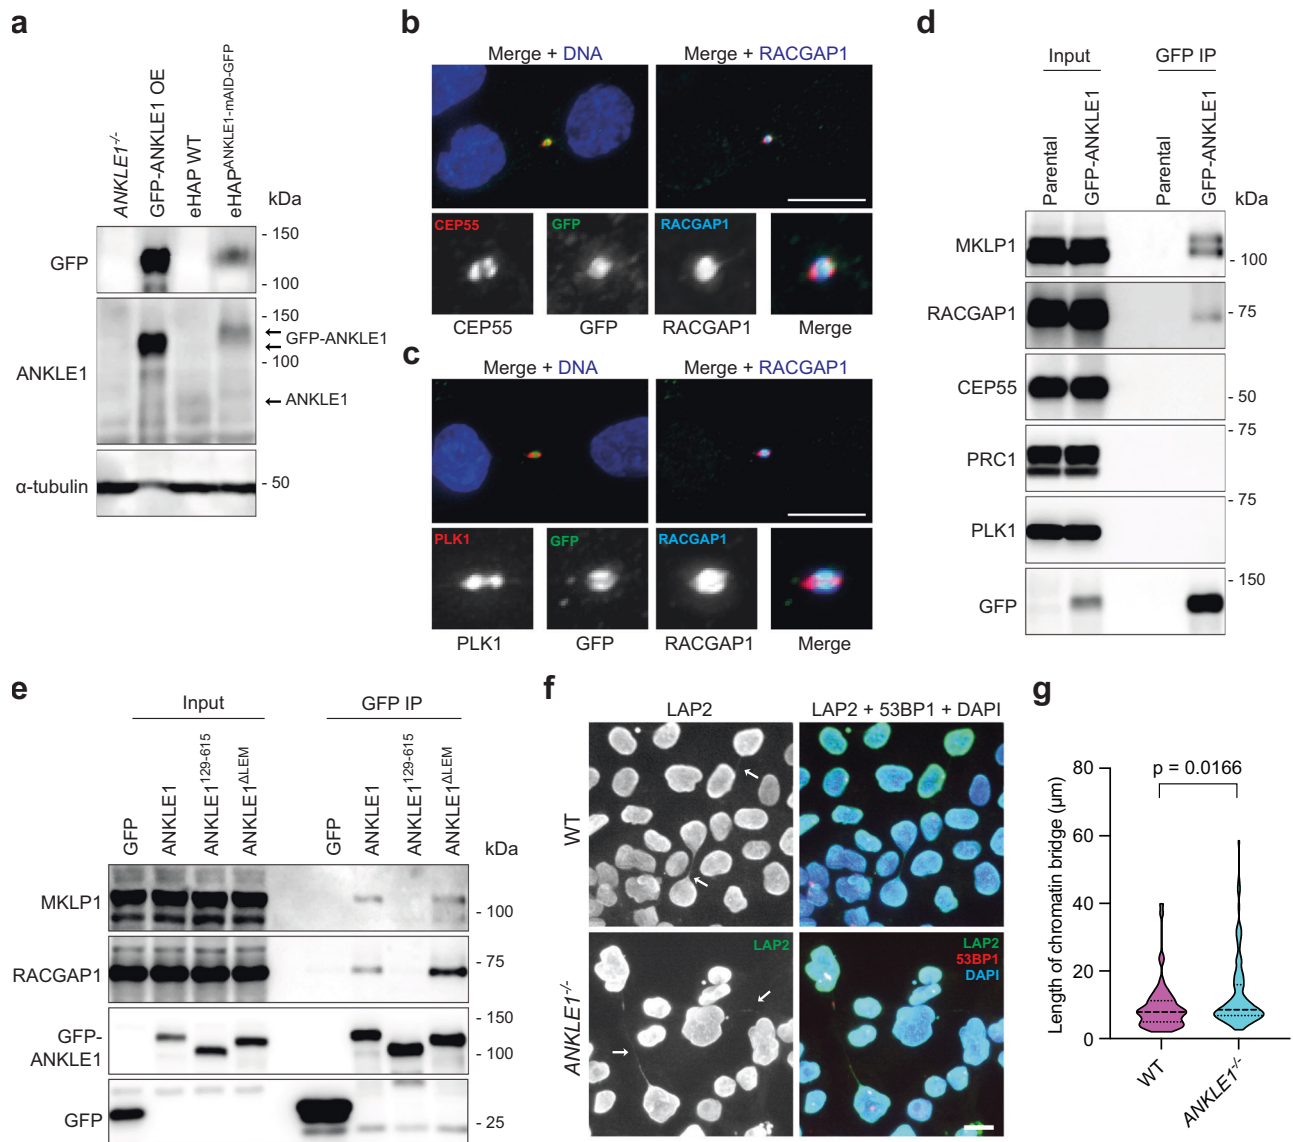 a
ANKLE1-/-
GFP-ANKLE1 OE
eHAP WT
eHAPANKLE1-mAID-GFP
kDa
GFP
- 150
- 100
ANKLE1
- 150
GFP-ANKLE1
- 100
ANKLE1
α-tubulin
- 50
b
Merge + DNA
Merge + RACGAP1
CEP55
GFP
RACGAP1
CEP55
GFP
RACGAP1
Merge
c
Merge + DNA
Merge + RACGAP1
PLK1
GFP
RACGAP1
PLK1
GFP
RACGAP1
Merge
d
Input
GFP IP
Parental
GFP-ANKLE1
Parental
GFP-ANKLE1
kDa
MKLP1
- 100
RACGAP1
- 75
CEP55
- 50
PRC1
- 75
PLK1
- 75
GFP
- 150
e
Input
GFP IP
GFP
ANKLE1
ANKLE1129-615
ANKLE1ΔLEM
GFP
ANKLE1
ANKLE1129-615
ANKLE1ΔLEM
kDa
MKLP1
- 100
RACGAP1
- 75
GFP-
ANKLE1
- 150
- 100
GFP
- 25
f
LAP2
LAP2 + 53BP1 + DAPI
WT
ANKLE1-/-
LAP2
LAP2
53BP1
DAPI
g
p = 0.0166
Length of chromatin bridge (µm)
80
60
40
20
0
WT
ANKLE1-/-